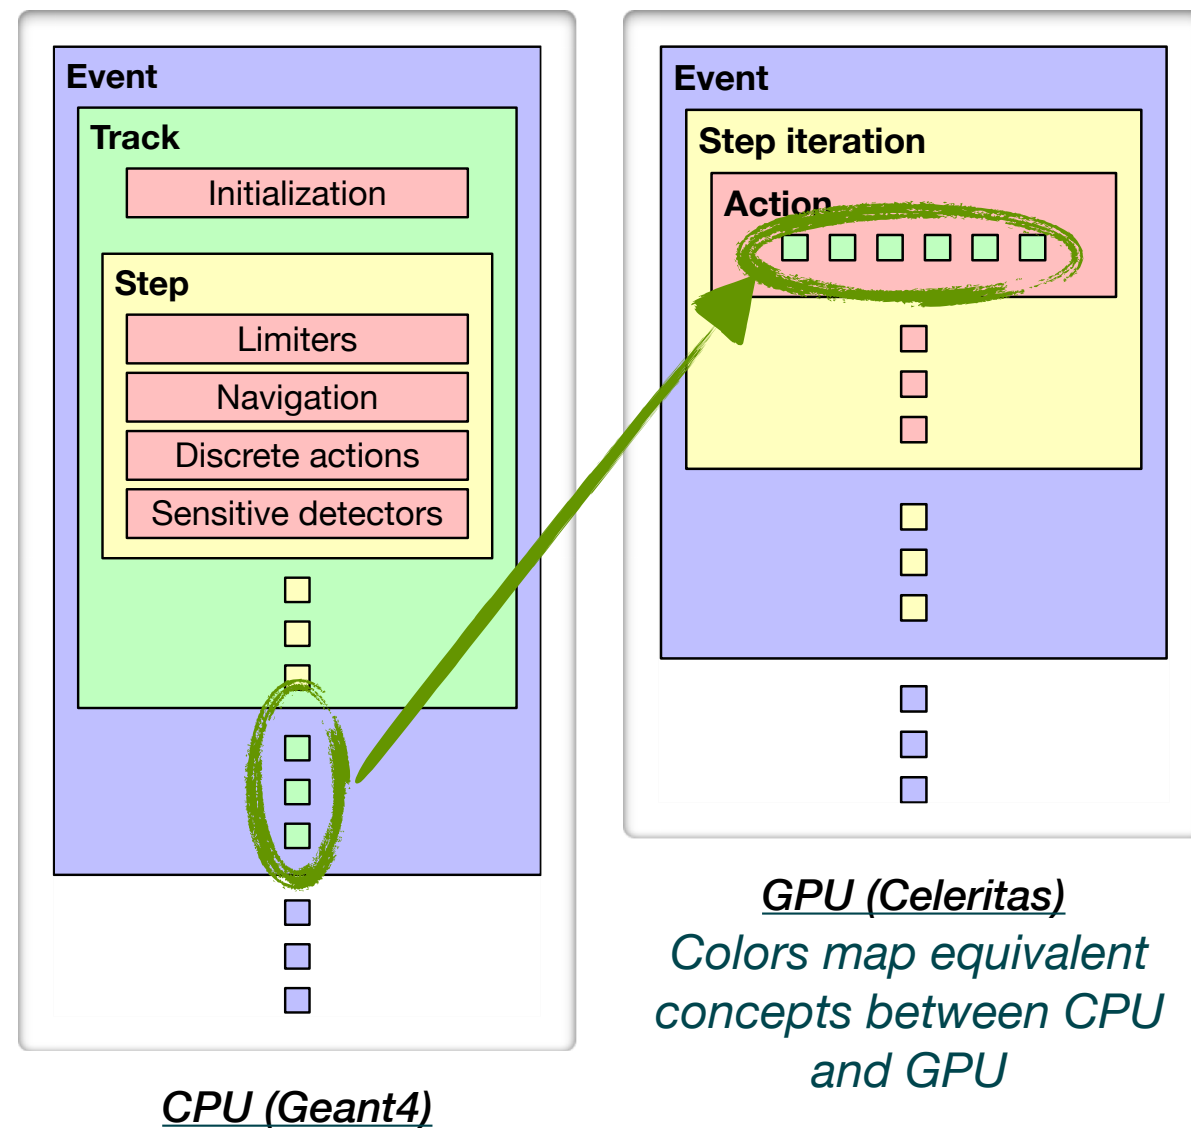 Event
Track
Initialization
Step
Limiters
Navigation
Discrete actions
Sensitive detectors
CPU (Geant4)
Event
Step iteration
Action
GPU (Celeritas)
Colors map equivalent
concepts between CPU
and GPU